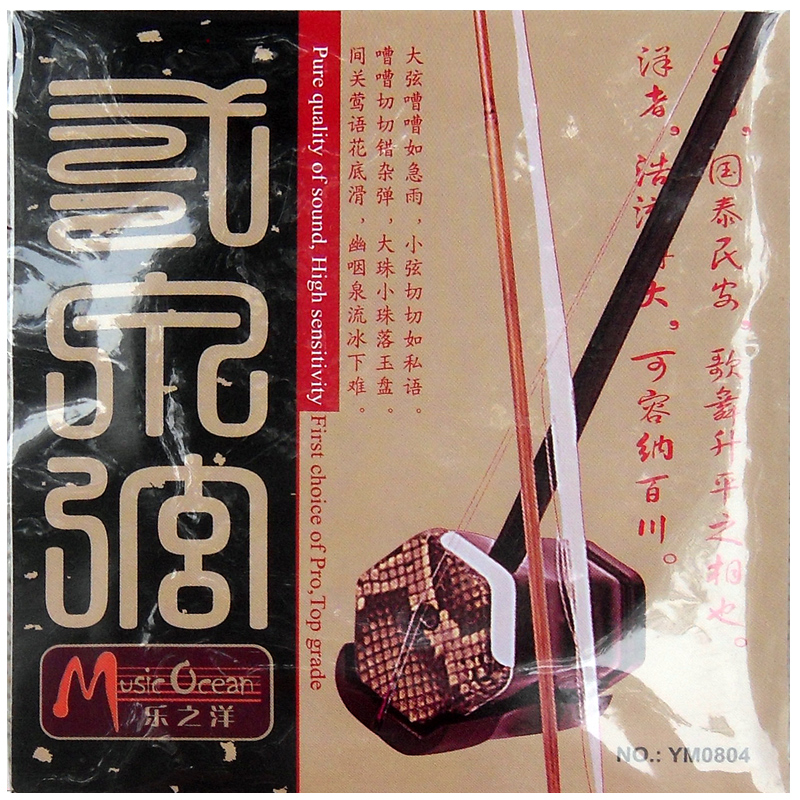 ，国泰民安，歌舞升平之相也。
洋者，浩大，可容纳百川。
大弦嘈嘈如急雨，小弦切切如私语。
嘈嘈切切错杂弹，大珠小珠落玉盘。
间关莺语花底滑，幽咽泉流冰下难。
Pure quality of sound, High sensitivity
First choice of Pro,Top grade
Music Ocean
乐之洋
NO.: YM0804